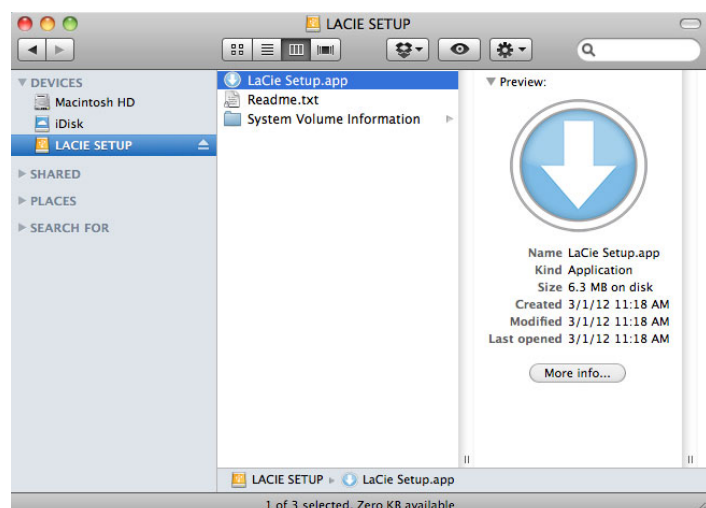 LACIE SETUP
DEVICES
Macintosh HD
iDisk
LACIE SETUP
SHARED
PLACES
SEARCH FOR
LaCie Setup.app
Readme.txt
System Volume Information
Preview:
Name LaCie Setup.app
Kind Application
Size 6.3 MB on disk
Created 3/1/12 11:18 AM
Modified 3/1/12 11:18 AM
Last opened 3/1/12 11:18 AM
More info...
LACIE SETUP ▸ LaCie Setup.app
1 of 3 selected, Zero KB available